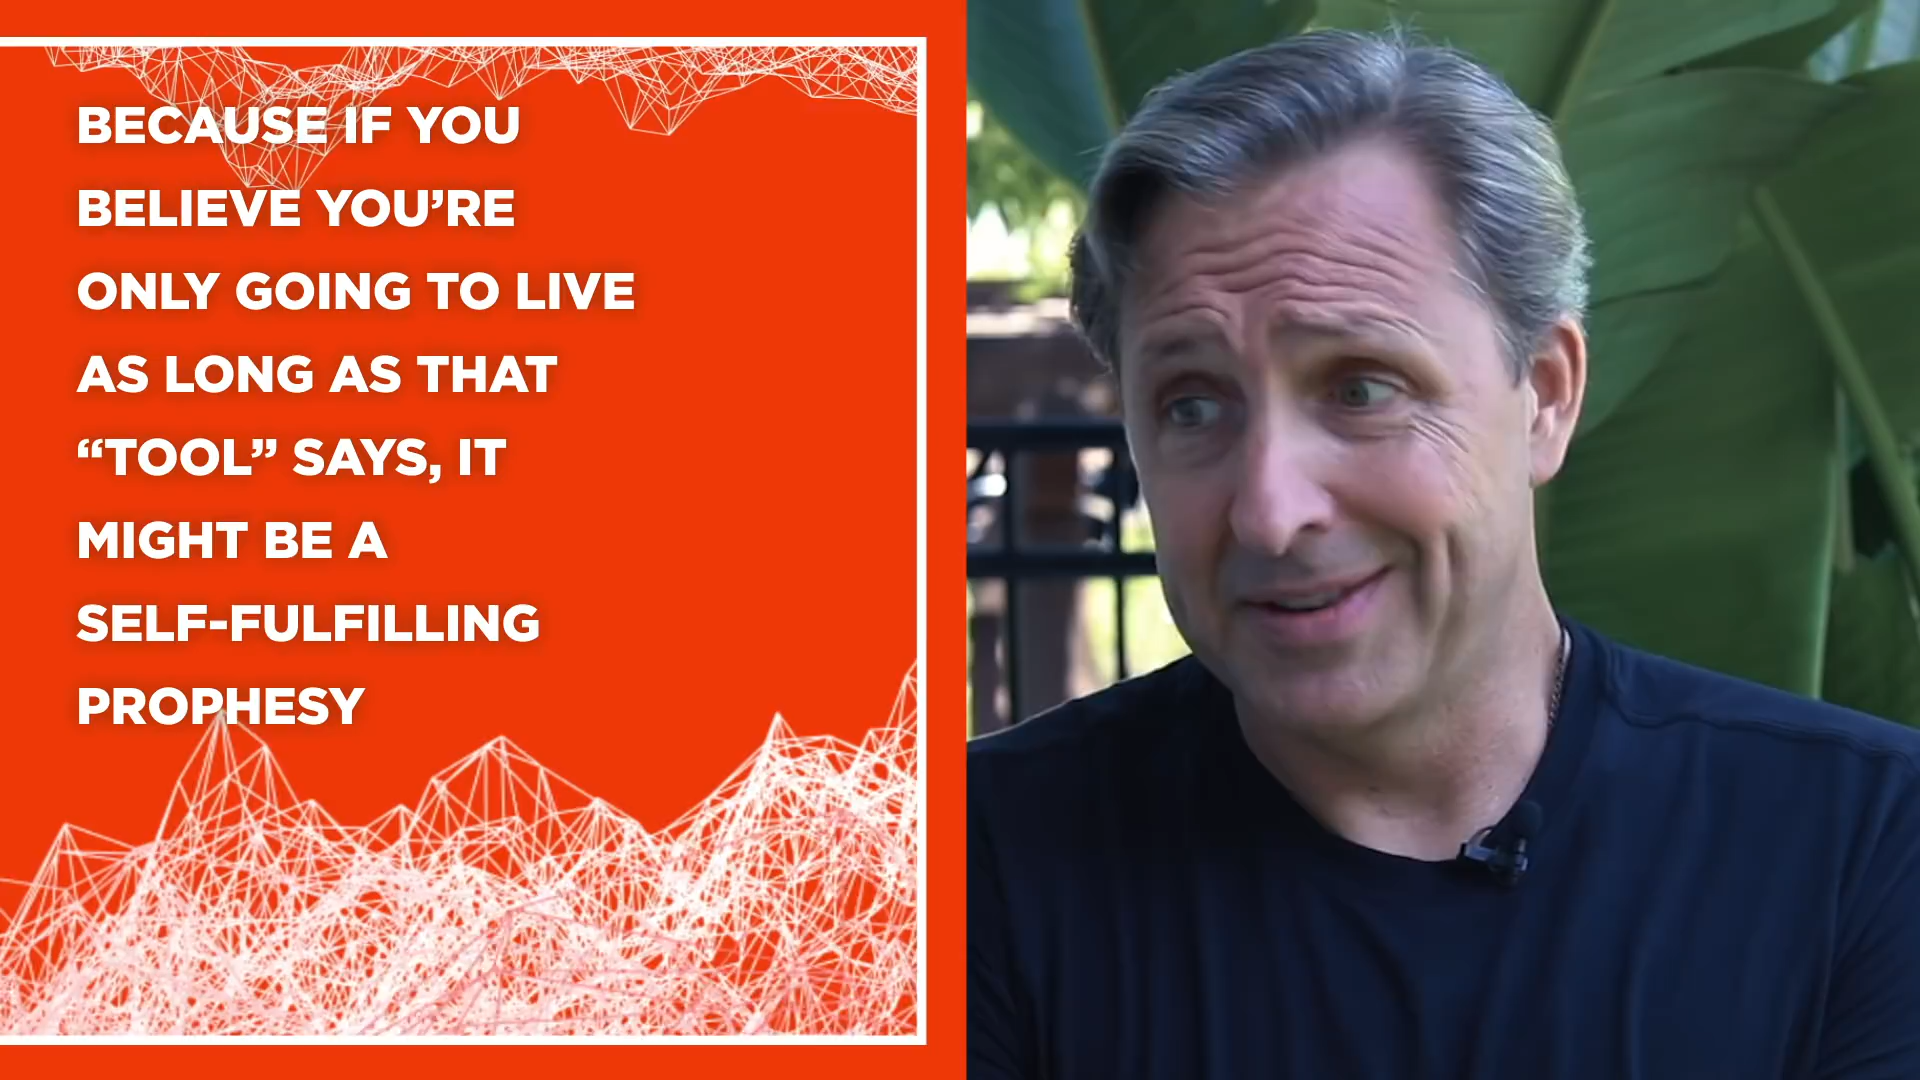 BECAUSE IF YOU
BELIEVE YOU’RE
ONLY GOING TO LIVE
AS LONG AS THAT
“TOOL” SAYS, IT
MIGHT BE A
SELF-FULFILLING
PROPHESY